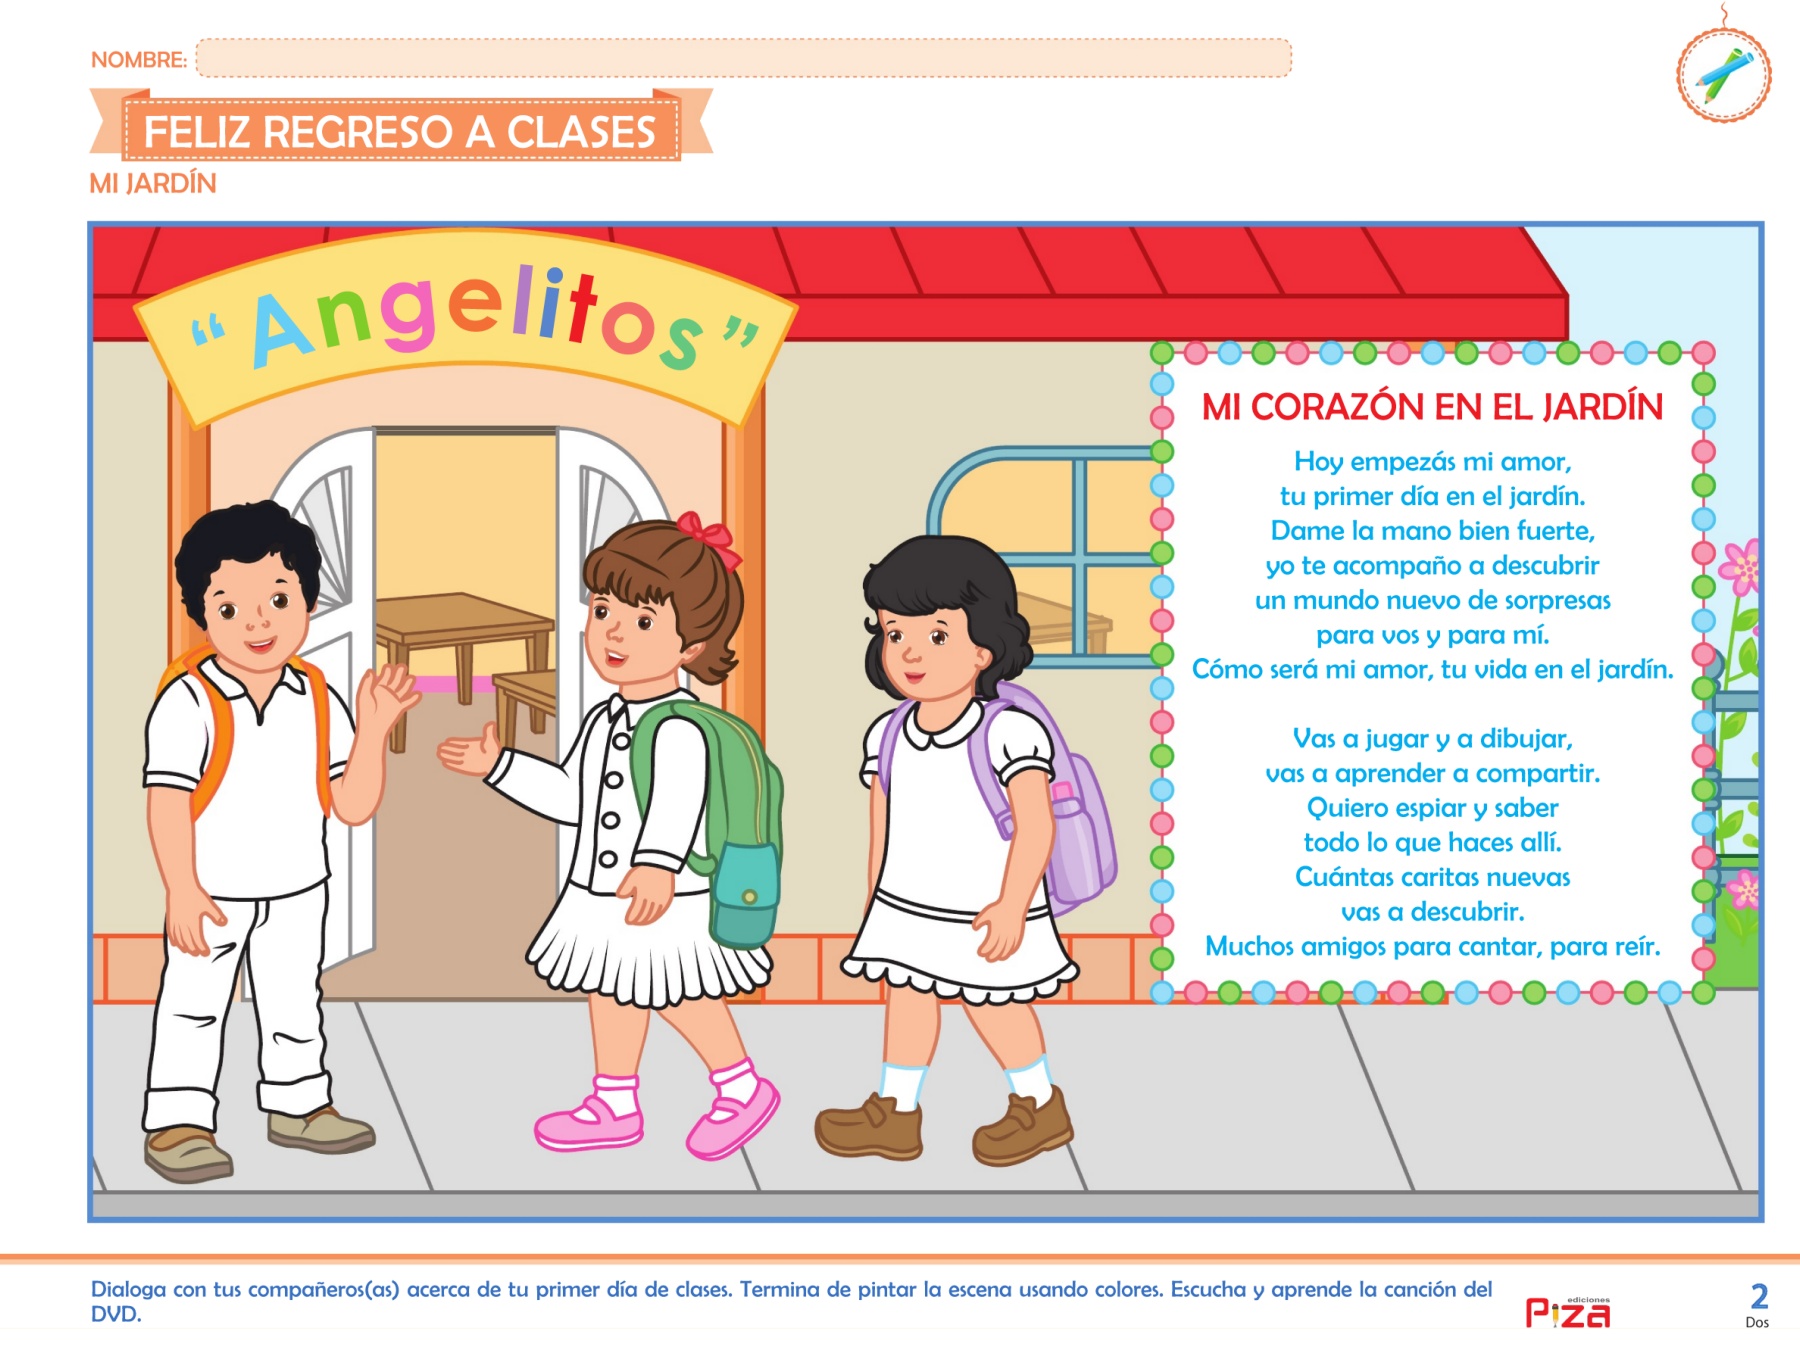 NOMBRE:
FELIZ REGRESO A CLASES
MI JARDÍN
“Angelitos”
MI CORAZÓN EN EL JARDÍN
Hoy empezás mi amor,
tu primer día en el jardín.
Dame la mano bien fuerte,
yo te acompaño a descubrir
un mundo nuevo de sorpresas
para vos y para mí.
Cómo será mi amor, tu vida en el jardín.
Vas a jugar y a dibujar,
vas a aprender a compartir.
Quiero espiar y saber
todo lo que haces allí.
Cuántas caritas nuevas
vas a descubrir.
Muchos amigos para cantar, para reír.
Dialoga con tus compañeros(as) acerca de tu primer día de clases. Termina de pintar la escena usando colores. Escucha y aprende la canción del
DVD.
ediciones
Piza
2
Dos